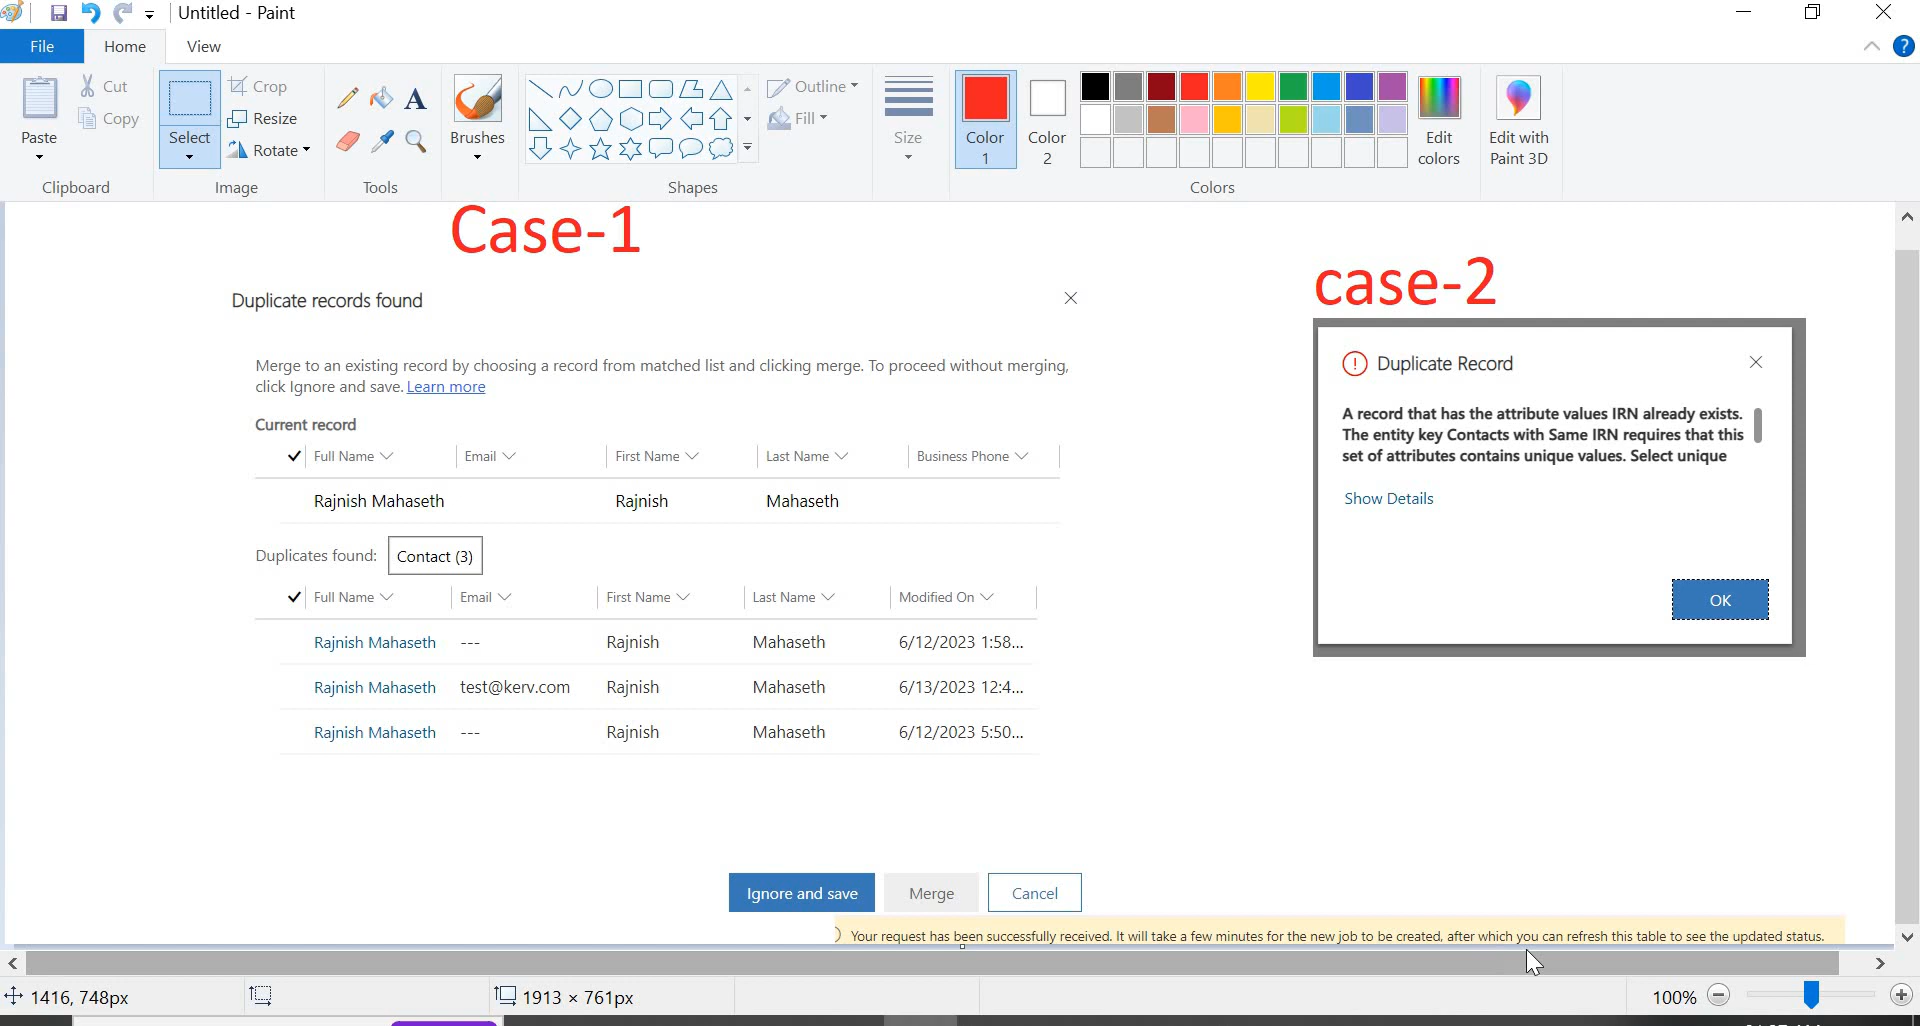 Untitled - Paint
File Home View
Paste
Cut
Copy
Clipboard
Select
Crop
Resize
Rotate
Image
Tools
Brushes
Shapes
Outline
Fill
Size
Color 1
Color 2
Colors
Edit colors
Edit with Paint 3D
Case-1
Duplicate records found
Merge to an existing record by choosing a record from matched list and clicking merge. To proceed without merging,
click Ignore and save. Learn more
Current record
Full Name Email First Name Last Name Business Phone
Rajnish Mahaseth Rajnish Mahaseth
Duplicates found: Contact (3)
Full Name Email First Name Last Name Modified On
Rajnish Mahaseth --- Rajnish Mahaseth 6/12/2023 1:58...
Rajnish Mahaseth test@kerv.com Rajnish Mahaseth 6/13/2023 12:4...
Rajnish Mahaseth --- Rajnish Mahaseth 6/12/2023 5:50...
Ignore and save Merge Cancel
case-2
Duplicate Record
A record that has the attribute values IRN already exists.
The entity key Contacts with Same IRN requires that this
set of attributes contains unique values. Select unique
Show Details
OK
Your request has been successfully received. It will take a few minutes for the new job to be created, after which you can refresh this table to see the updated status.
1416, 748px 1913 × 761px 100%